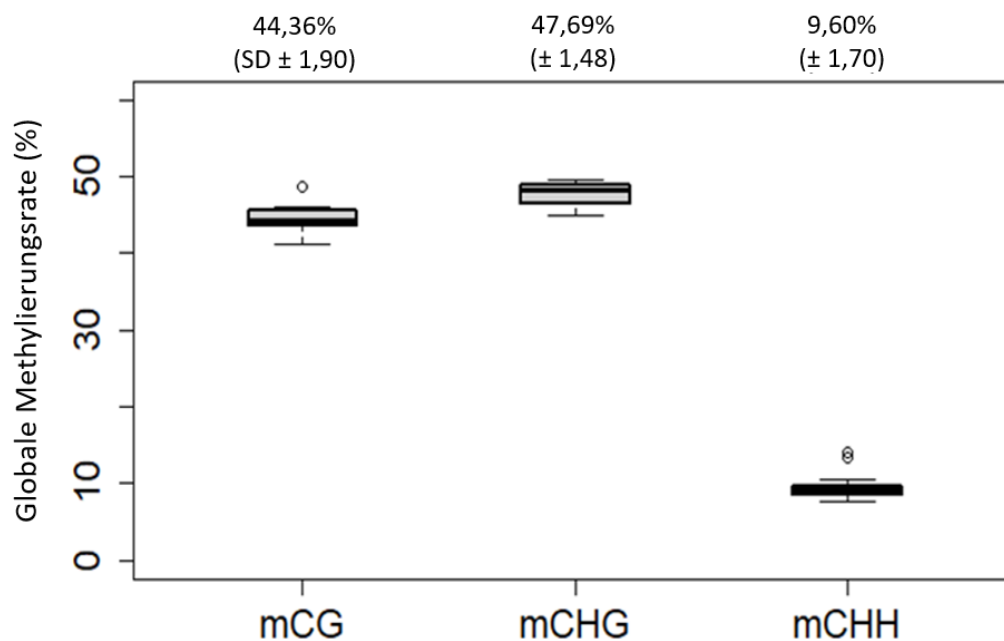 44,36% 47,69% 9,60%
(SD ± 1,90) (± 1,48) (± 1,70)
Globale Methylierungsrate (%)
50
30
10
0
mCG mCHG mCHH